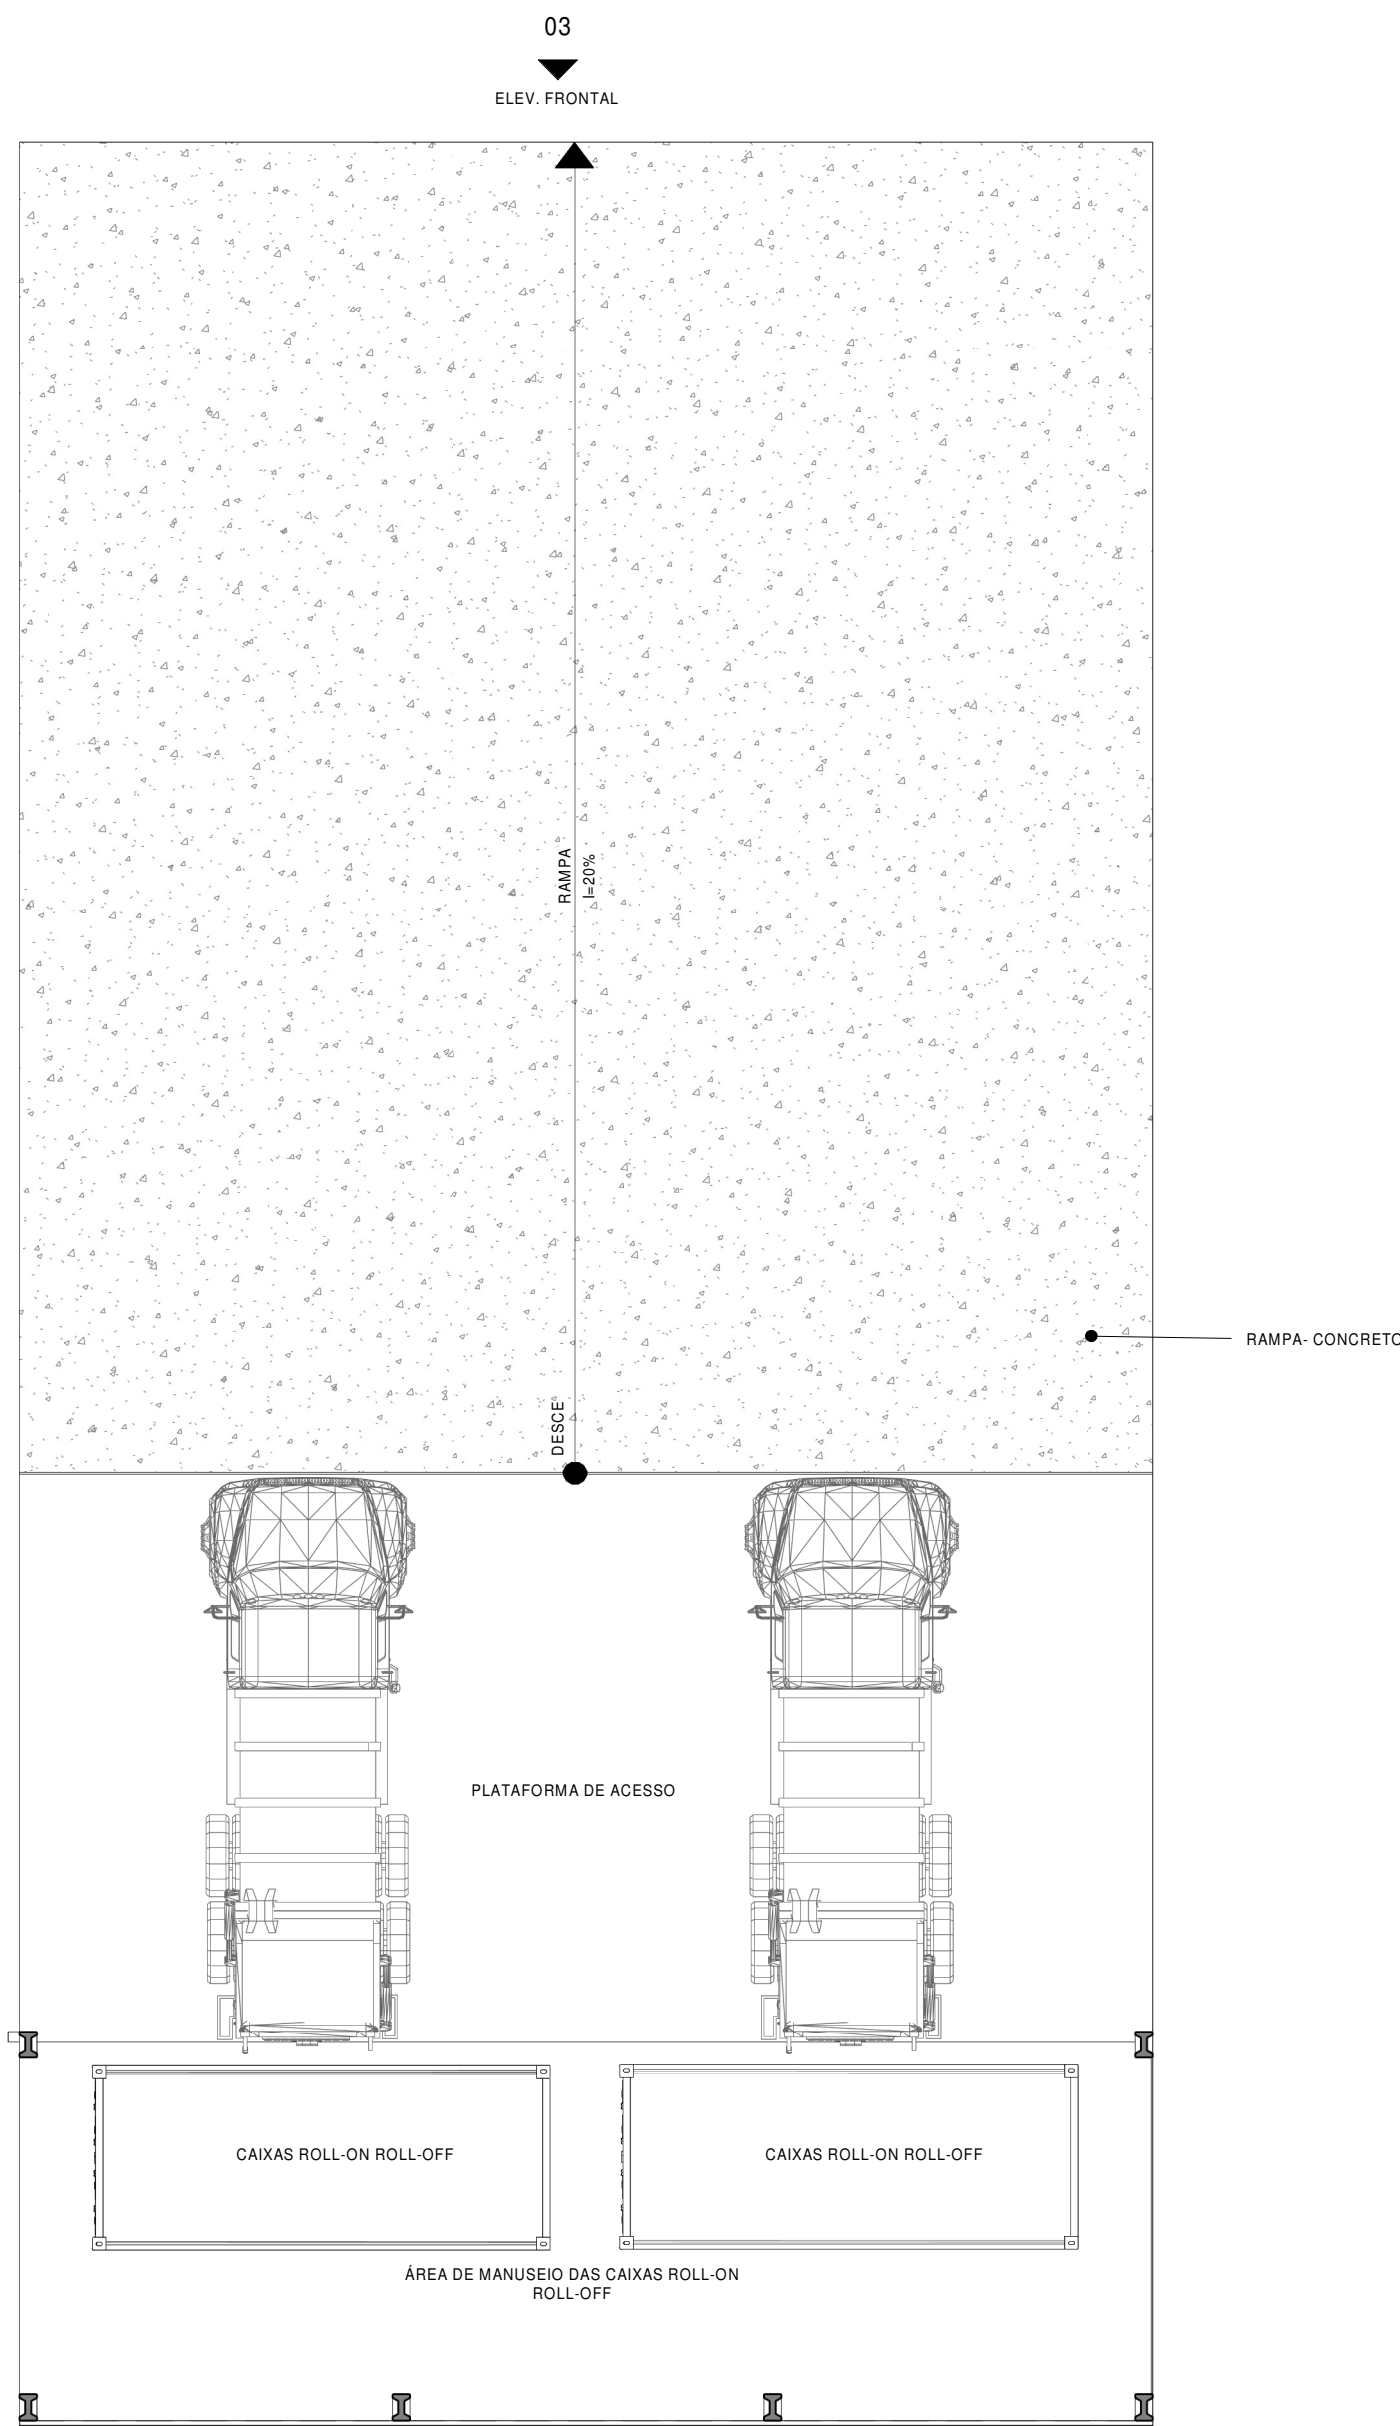 03
ELEV. FRONTAL
RAMPA
I=20%
RAMPA- CONCRETO
DESCE
PLATAFORMA DE ACESSO
CAIXAS ROLL-ON ROLL-OFF
CAIXAS ROLL-ON ROLL-OFF
ÁREA DE MANUSEIO DAS CAIXAS ROLL-ON
ROLL-OFF